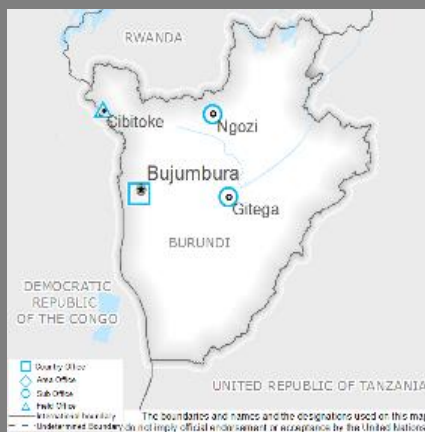 RWANDA
Cibitoke
Ngozi
Bujumbura
Gitega
BURUNDI
DEMOCRATIC
REPUBLIC
OF THE CONGO
UNITED REPUBLIC OF TANZANIA
Country Office
Area Office
Sub Office
Field Office
International boundary
Undetermined Boundary
The boundaries and names and the designations used on this map
do not imply official endorsement or acceptance by the United Nations